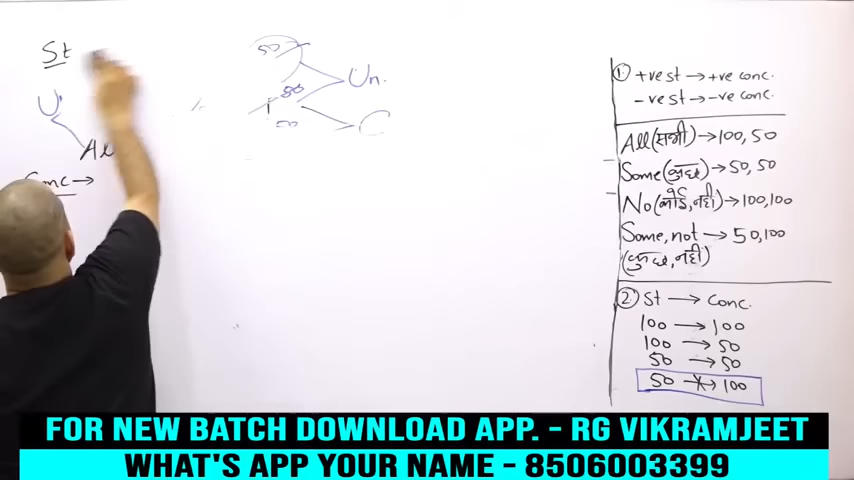 St
U
All
Conc →
50
50
50
Un.
C
① +ve st → +ve conc.
-ve st → -ve conc.
All (सभी) → 100, 50
Some (कुछ) → 50, 50
No (कोई, नहीं) → 100, 100
Some, not → 50, 100
(कुछ, नहीं)
② St → Conc.
100 → 100
100 → 50
50 → 50
50 → 100
FOR NEW BATCH DOWNLOAD APP. - RG VIKRAMJEET
WHAT'S APP YOUR NAME - 8506003399